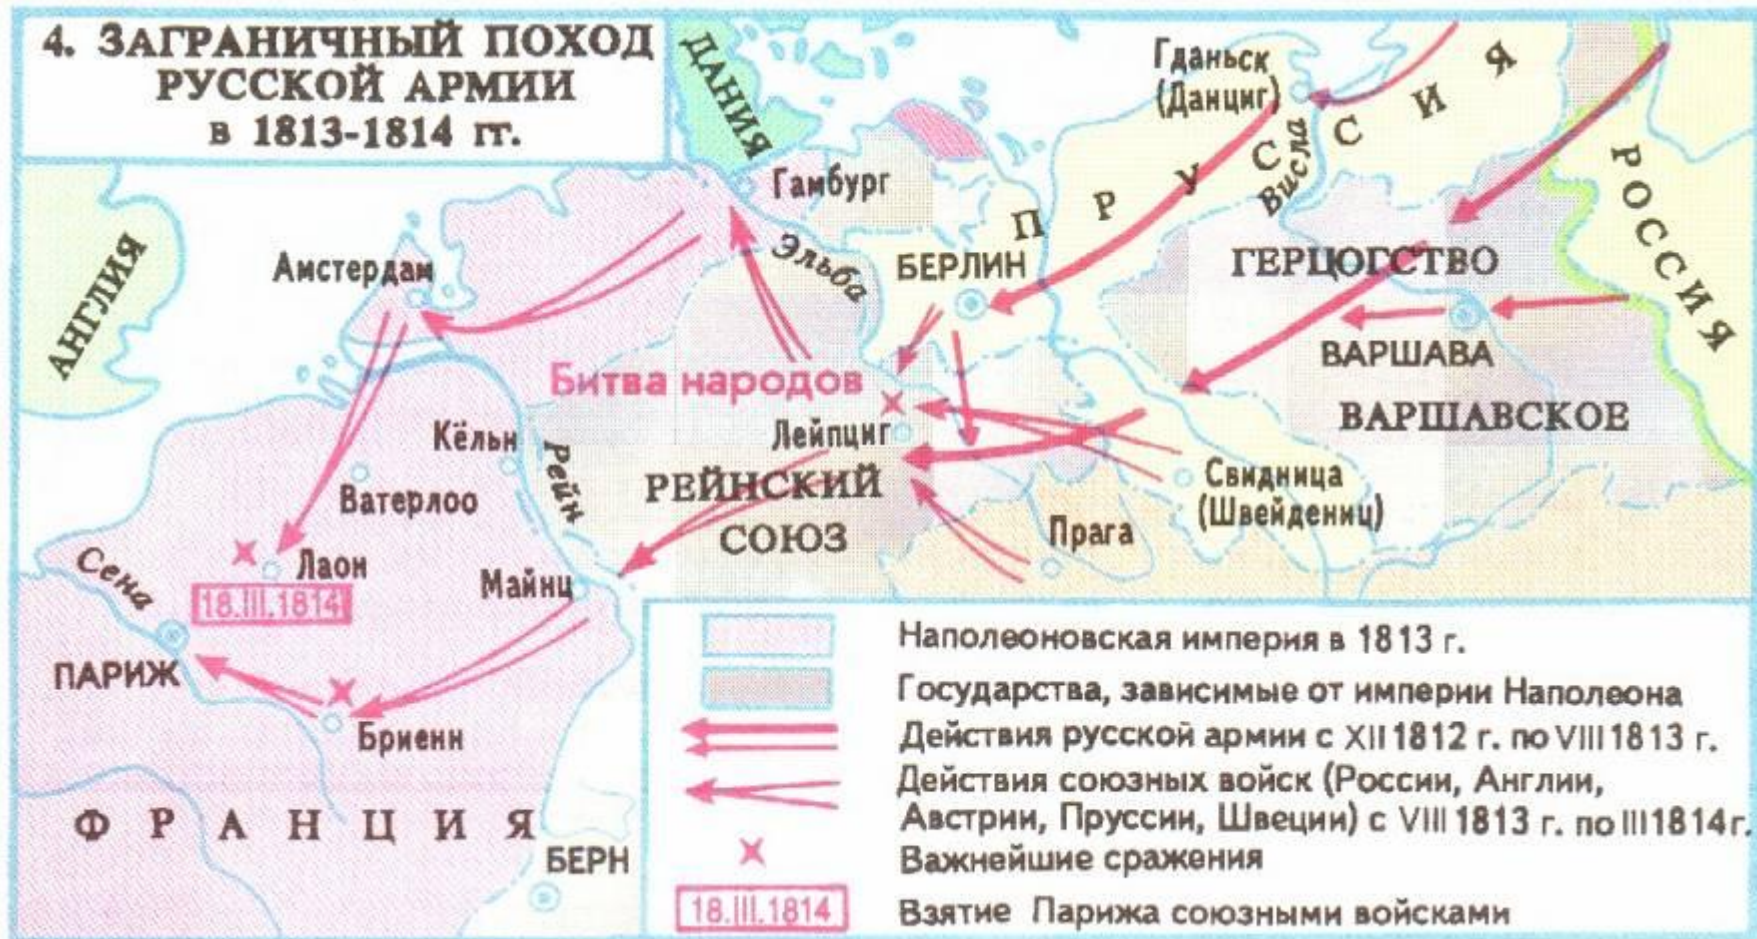 4. ЗАГРАНИЧНЫЙ ПОХОД
РУССКОЙ АРМИИ
в 1813-1814 гг.
ДАНИЯ
Гданьск
(Данциг)
ПРУССИЯ
Висла
РОССИЯ
Гамбург
Эльба
БЕРЛИН
ГЕРЦОГСТВО
ВАРШАВА
ВАРШАВСКОЕ
АНГЛИЯ
Амстердам
Битва народов
Лейпциг
Кёльн
Рейн
РЕЙНСКИЙ
СОЮЗ
Свидница
(Швейдениц)
Прага
Ватерлоо
Лаон
18.III.1814
Сена
Майнц
ПАРИЖ
Бриенн
ФРАНЦИЯ
БЕРН
Наполеоновская империя в 1813 г.
Государства, зависимые от империи Наполеона
Действия русской армии с XII 1812 г. по VIII 1813 г.
Действия союзных войск (России, Англии,
Австрии, Пруссии, Швеции) с VIII 1813 г. по III 1814г.
Важнейшие сражения
18.III.1814
Взятие Парижа союзными войсками